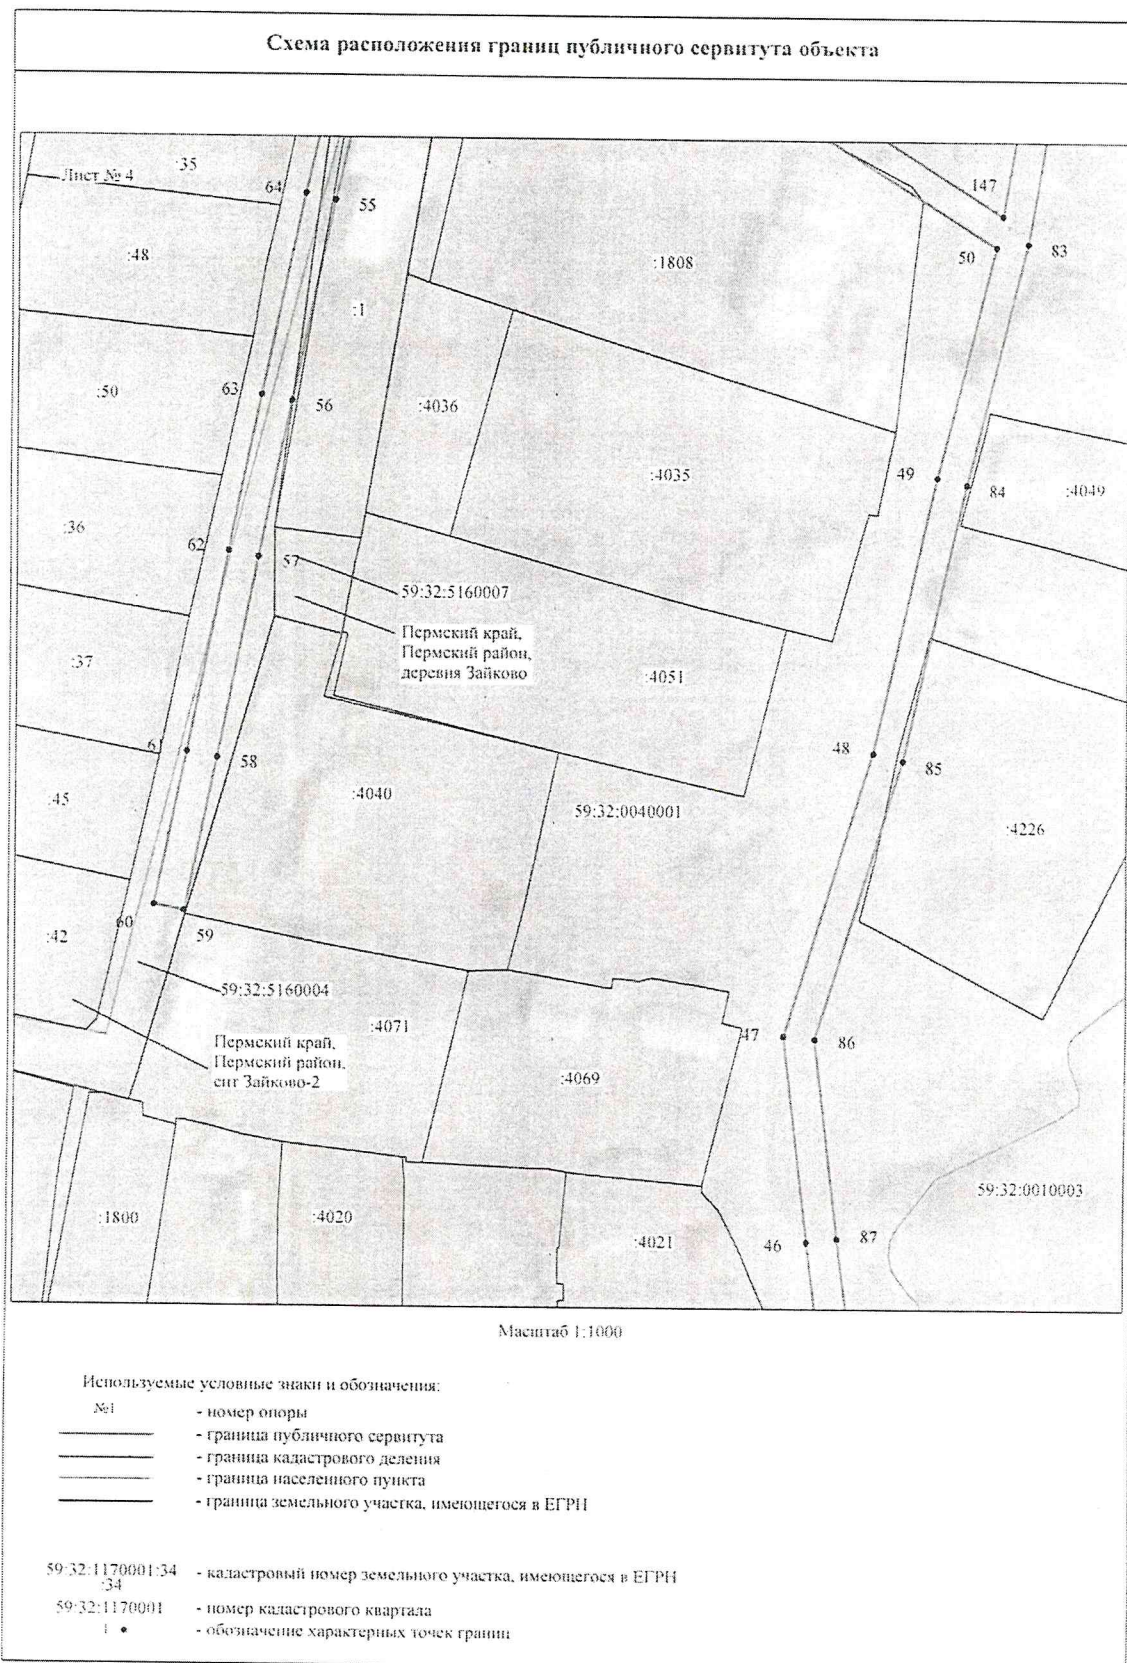 Схема расположения границ публичного сервитута объекта
:35
Лист № 4
64
55
147
50
83
:48
:1808
:1
:50
63
56
:4036
:4035
49
84
:4049
:36
62
57
59:32:5160007
Пермский край,
Пермский район,
деревня Зайково
:37
:4051
61
58
48
85
:45
:4040
59:32:0040001
:4226
60
59
:42
59:32:5160004
:4071
47
86
Пермский край,
Пермский район,
снт Зайково-2
:4069
59:32:0010003
:1800
:4020
:4021
46
87
Масштаб 1:1000
Используемые условные знаки и обозначения:
№1 - номер опоры
- граница публичного сервитута
- граница кадастрового деления
- граница населенного пункта
- граница земельного участка, имеющегося в ЕГРН
59:32:1170001:34 - кадастровый номер земельного участка, имеющегося в ЕГРН
:34
59:32:1170001 - номер кадастрового квартала
1 - обозначение характерных точек границ